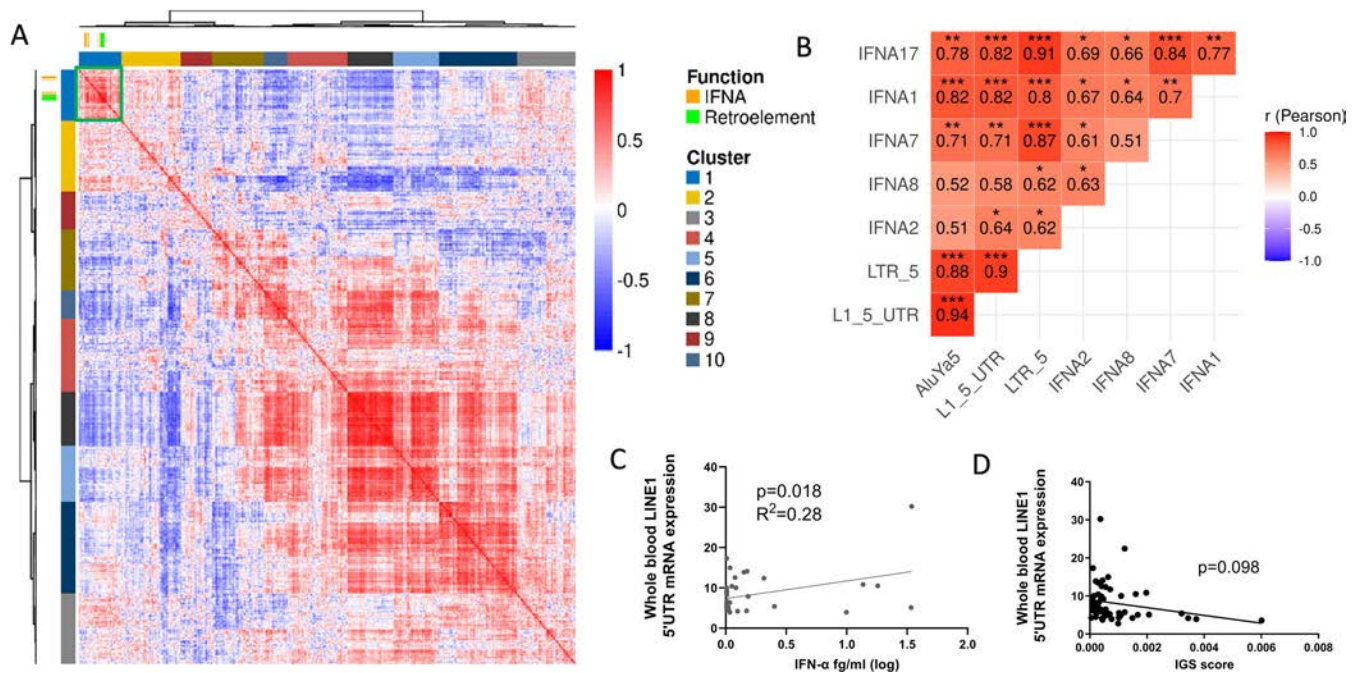 A
1
0.5
0
-0.5
-1
Function
IFNA
Retroelement
Cluster
1
2
3
4
5
6
7
8
9
10
B
IFNA17
** *** *** * * *** **
0.78 0.82 0.91 0.69 0.66 0.84 0.77
IFNA1
*** *** *** * * **
0.82 0.82 0.8 0.67 0.64 0.7
IFNA7
** ** *** *
0.71 0.71 0.87 0.61 0.51
IFNA8
* *
0.52 0.58 0.62 0.63
IFNA2
* *
0.51 0.64 0.62
LTR_5
*** ***
0.88 0.9
L1_5_UTR
***
0.94
AluYa5 L1_5_UTR LTR_5 IFNA2 IFNA8 IFNA7 IFNA1
r (Pearson)
1.0
0.5
0.0
-0.5
-1.0
C
Whole blood LINE1
5'UTR mRNA expression
40
30
20
10
0
p=0.018
R²=0.28
0.0 0.5 1.0 1.5 2.0
IFN-α fg/ml (log)
D
Whole blood LINE1
5'UTR mRNA expression
40
30
20
10
0
p=0.098
0.000 0.002 0.004 0.006 0.008
IGS score